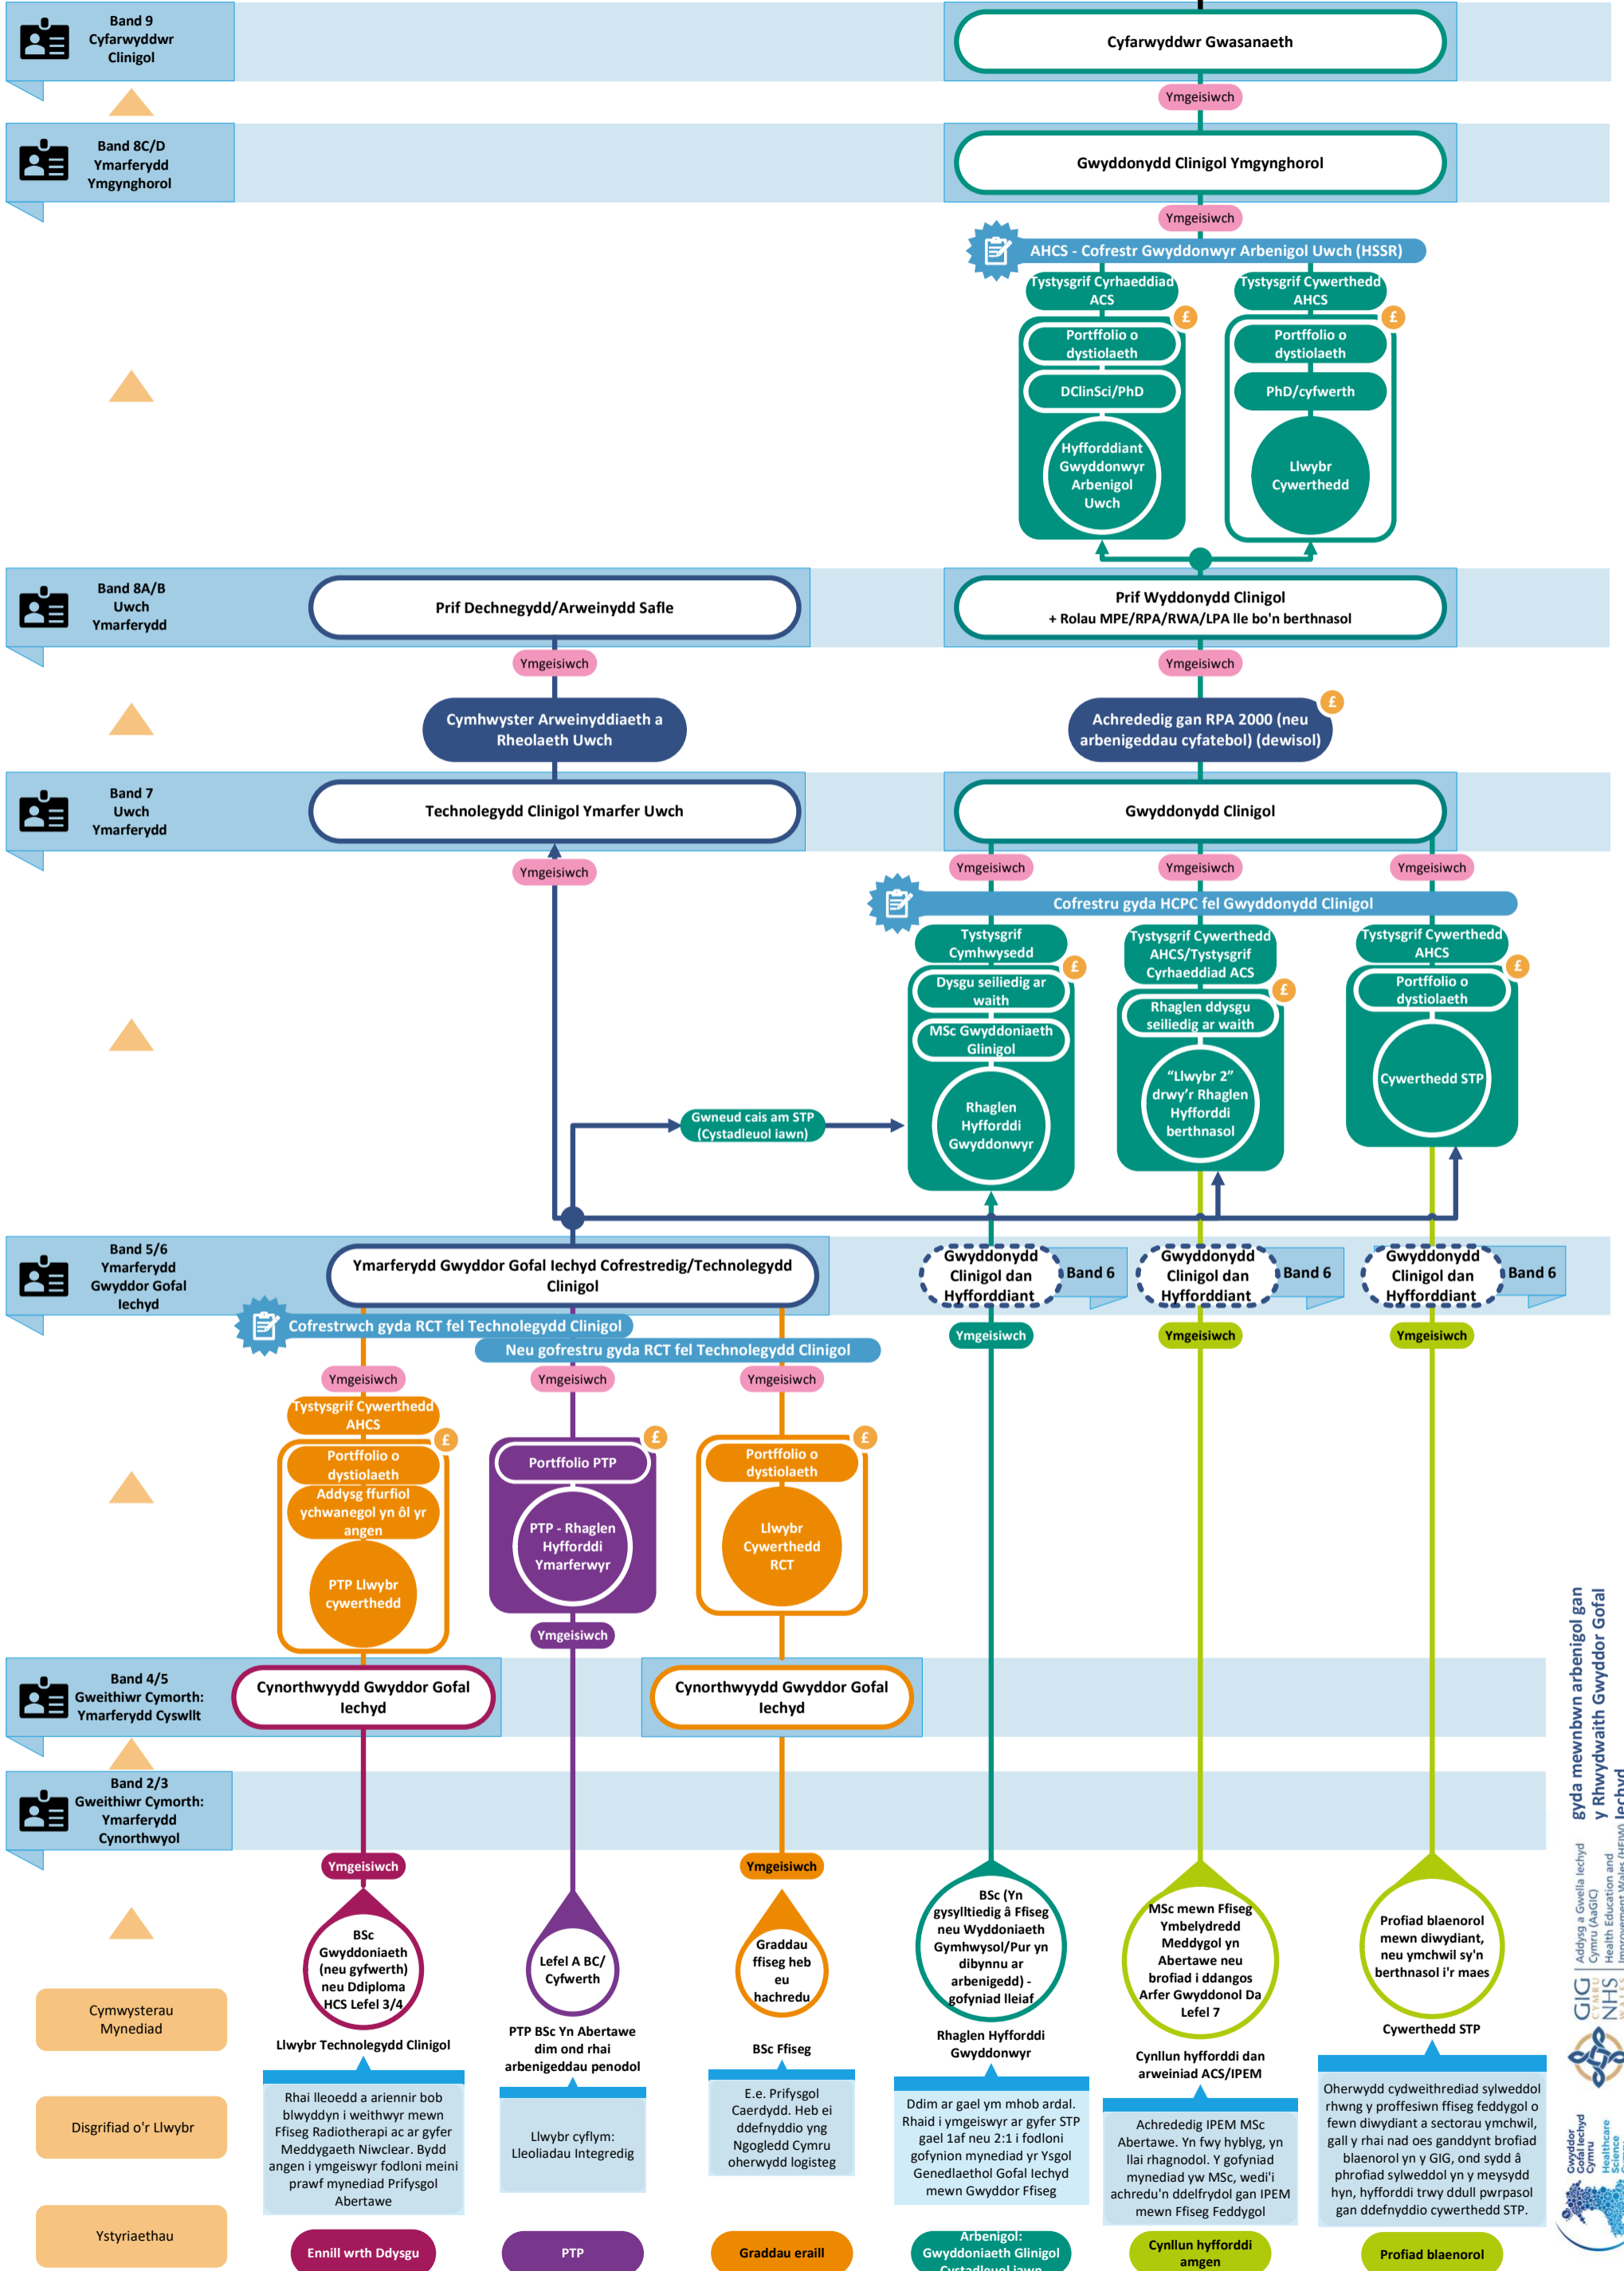 Band 9
Cyfarwyddwr
Clinigol
Cyfarwyddwr Gwasanaeth
Ymgeisiwch
Band 8C/D
Ymarferydd
Ymgynghorol
Gwyddonydd Clinigol Ymgynghorol
Ymgeisiwch
AHCS - Cofrestr Gwyddonwyr Arbenigol Uwch (HSSR)
Tystysgrif Cyrhaeddiad
ACS
£
Portffolio o
dystiolaeth
DClinSci/PhD
Hyfforddiant
Gwyddonwyr
Arbenigol
Uwch
Tystysgrif Cywerthedd
AHCS
£
Portffolio o
dystiolaeth
PhD/cyfwerth
Llwybr
Cywerthedd
Band 8A/B
Uwch
Ymarferydd
Prif Dechnegydd/Arweinydd Safle
Prif Wyddonydd Clinigol
+ Rolau MPE/RPA/RWA/LPA lle bo'n berthnasol
Ymgeisiwch
Ymgeisiwch
Cymhwyster Arweinyddiaeth a
Rheolaeth Uwch
£
Achrededig gan RPA 2000 (neu
arbenigeddau cyfatebol) (dewisol)
Band 7
Uwch
Ymarferydd
Technolegydd Clinigol Ymarfer Uwch
Gwyddonydd Clinigol
Ymgeisiwch
Ymgeisiwch
Ymgeisiwch
Ymgeisiwch
Cofrestru gyda HCPC fel Gwyddonydd Clinigol
Tystysgrif
Cymhwysedd
£
Dysgu seiliedig ar
waith
MSc Gwyddoniaeth
Glinigol
Rhaglen
Hyfforddi
Gwyddonwyr
Tystysgrif Cywerthedd
AHCS/Tystysgrif
Cyrhaeddiad ACS
£
Rhaglen ddysgu
seiliedig ar waith
“Llwybr 2”
drwy’r Rhaglen
Hyfforddi
berthnasol
Tystysgrif Cywerthedd
AHCS
£
Portffolio o
dystiolaeth
Cywerthedd STP
Gwneud cais am STP
(Cystadleuol iawn)
Band 5/6
Ymarferydd
Gwyddor Gofal
Iechyd
Ymarferydd Gwyddor Gofal Iechyd Cofrestredig/Technolegydd
Clinigol
Gwyddonydd
Clinigol dan
Hyfforddiant
Band 6
Gwyddonydd
Clinigol dan
Hyfforddiant
Band 6
Gwyddonydd
Clinigol dan
Hyfforddiant
Band 6
Cofrestrwch gyda RCT fel Technolegydd Clinigol
Neu gofrestru gyda RCT fel Technolegydd Clinigol
Ymgeisiwch
Ymgeisiwch
Ymgeisiwch
Ymgeisiwch
Ymgeisiwch
Ymgeisiwch
Tystysgrif Cywerthedd
AHCS
£
Portffolio o
dystiolaeth
Addysg ffurfiol
ychwanegol yn ôl yr
angen
PTP Llwybr
cywerthedd
£
Portffolio PTP
PTP - Rhaglen
Hyfforddi
Ymarferwyr
Ymgeisiwch
£
Portffolio o
dystiolaeth
Llwybr
Cywerthedd
RCT
Band 4/5
Gweithiwr Cymorth:
Ymarferydd Cyswllt
Cynorthwyydd Gwyddor Gofal
Iechyd
Cynorthwyydd Gwyddor Gofal
Iechyd
Band 2/3
Gweithiwr Cymorth:
Ymarferydd
Cynorthwyol
Ymgeisiwch
Ymgeisiwch
Cymwysterau
Mynediad
BSc
Gwyddoniaeth
(neu gyfwerth)
neu Ddiploma
HCS Lefel 3/4
Lefel A BC/
Cyfwerth
Graddau
ffiseg heb
eu
hachredu
BSc (Yn
gysylltiedig â Ffiseg
neu Wyddoniaeth
Gymhwysol/Pur yn
dibynnu ar
arbenigedd) -
gofyniad lleiaf
MSc mewn Ffiseg
Ymbelydredd
Meddygol yn
Abertawe neu
brofiad i ddangos
Arfer Gwyddonol Da
Lefel 7
Profiad blaenorol
mewn diwydiant,
neu ymchwil sy'n
berthnasol i'r maes
Disgrifiad o'r Llwybr
Llwybr Technolegydd Clinigol
Rhai lleoedd a ariennir bob
blwyddyn i weithwyr mewn
Ffiseg Radiotherapi ac ar gyfer
Meddygaeth Niwclear. Bydd
angen i ymgeiswyr fodloni meini
prawf mynediad Prifysgol
Abertawe
PTP BSc Yn Abertawe
dim ond rhai
arbenigeddau penodol
Llwybr cyflym:
Lleoliadau Integredig
BSc Ffiseg
E.e. Prifysgol
Caerdydd. Heb ei
ddefnyddio yng
Ngogledd Cymru
oherwydd logisteg
Rhaglen Hyfforddi
Gwyddonwyr
Ddim ar gael ym mhob ardal.
Rhaid i ymgeiswyr ar gyfer STP
gael 1af neu 2:1 i fodloni
gofynion mynediad yr Ysgol
Genedlaethol Gofal Iechyd
mewn Gwyddor Ffiseg
Cynllun hyfforddi dan
arweiniad ACS/IPEM
Achrededig IPEM MSc
Abertawe. Yn fwy hyblyg, yn
llai rhagnodol. Y gofyniad
mynediad yw MSc, wedi'i
achredu'n ddelfrydol gan IPEM
mewn Ffiseg Feddygol
Cywerthedd STP
Oherwydd cydweithrediad sylweddol
rhwng y proffesiwn ffiseg feddygol o
fewn diwydiant a sectorau ymchwil,
gall y rhai nad oes ganddynt brofiad
blaenorol yn y GIG, ond sydd â
phrofiad sylweddol yn y meysydd
hyn, hyfforddi trwy ddull pwrpasol
gan ddefnyddio cywerthedd STP.
Ystyriaethau
Ennill wrth Ddysgu
PTP
Graddau eraill
Arbenigol:
Gwyddoniaeth Glinigol
Cystadleuol iawn
Cynllun hyfforddi
amgen
Profiad blaenorol
gyda mewnbwn arbenigol gan
y Rhwydwaith Gwyddor Gofal
Iechyd
GIG
CYMRU
NHS
WALES
Addysg a Gwella Iechyd
Cymru (AaGIC)
Health Education and
Improvement Wales (HEIW)
Gwyddor
Gofal Iechyd
Cymru
Healthcare
Science